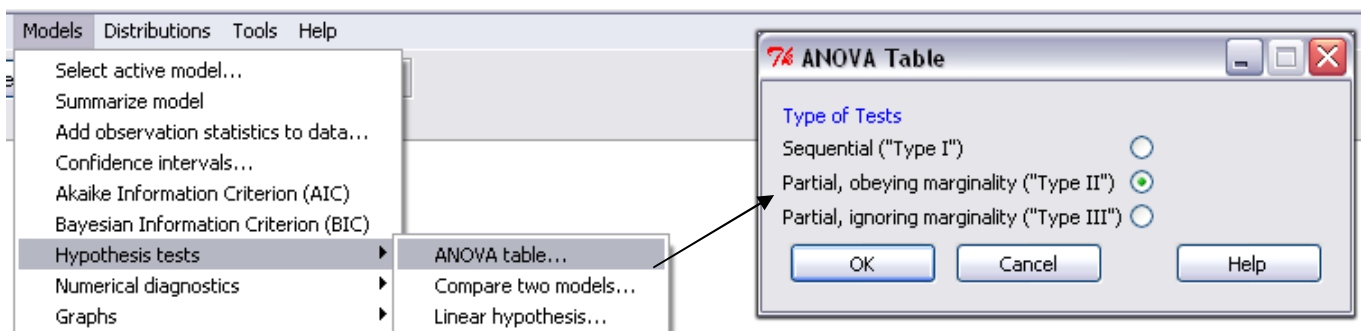 Models Distributions Tools Help
Select active model...
Summarize model
Add observation statistics to data...
Confidence intervals...
Akaike Information Criterion (AIC)
Bayesian Information Criterion (BIC)
Hypothesis tests
Numerical diagnostics
Graphs
ANOVA table...
Compare two models...
Linear hypothesis...
ANOVA Table
Type of Tests
Sequential ("Type I")
Partial, obeying marginality ("Type II")
Partial, ignoring marginality ("Type III")
OK Cancel Help